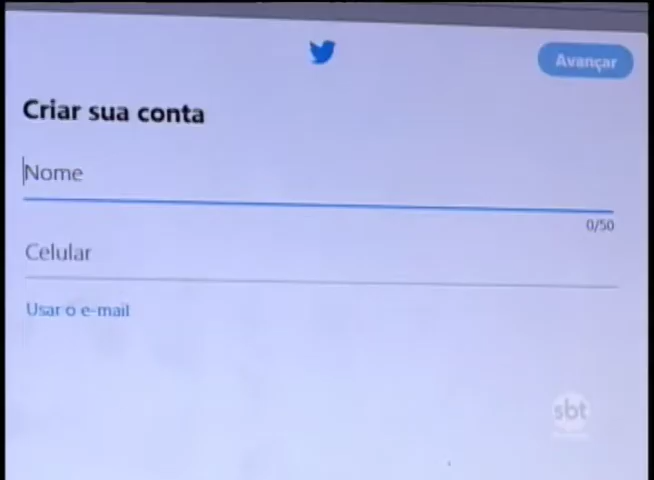 Avançar
Criar sua conta
Nome
0/50
Celular
Usar o e-mail
sbt